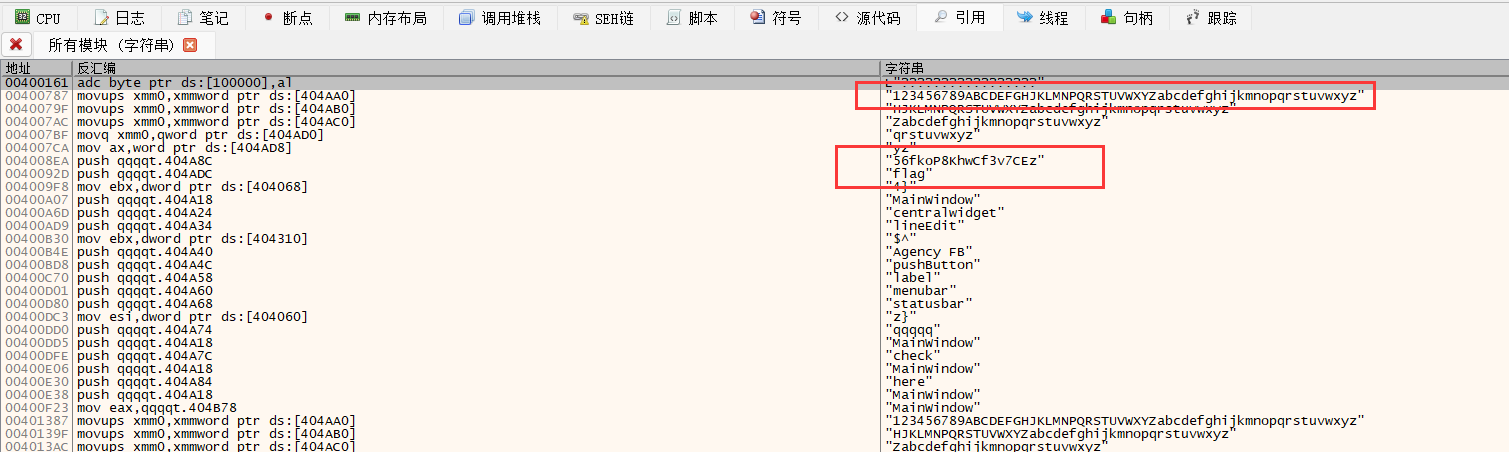 CPU 日志 笔记 断点 内存布局 调用堆栈 SEH链 脚本 符号 源代码 引用 线程 句柄 跟踪
所有模块 (字符串)
地址 反汇编 字符串
00400161 adc byte ptr ds:[100000],al
00400787 movups xmm0,xmmword ptr ds:[404AA0] "123456789ABCDEFGHJKLMNPQRSTUVWXYZabcdefghijkmnopqrstuvwxyz"
0040079F movups xmm0,xmmword ptr ds:[404AB0] "HJKLMNPQRSTUVWXYZabcdefghijkmnopqrstuvwxyz"
004007AC movups xmm0,xmmword ptr ds:[404AC0] "Zabcdefghijkmnopqrstuvwxyz"
004007BF movq xmm0,qword ptr ds:[404AD0] "qrstuvwxyz"
004007CA mov ax,word ptr ds:[404AD8] "yz"
004008EA push qqqqt.404A8C "56fkoP8KhwCf3v7CEz"
0040092D push qqqqt.404ADC "flag"
004009F8 mov ebx,dword ptr ds:[404068] "4}"
00400A07 push qqqqt.404A18 "MainWindow"
00400A6D push qqqqt.404A24 "centralwidget"
00400AD9 push qqqqt.404A34 "lineEdit"
00400B30 mov ebx,dword ptr ds:[404310] "$^"
00400B4E push qqqqt.404A40 "Agency FB"
00400BD8 push qqqqt.404A4C "pushButton"
00400C70 push qqqqt.404A58 "label"
00400D01 push qqqqt.404A60 "menubar"
00400D80 push qqqqt.404A68 "statusbar"
00400DC3 mov esi,dword ptr ds:[404060] "z}"
00400DD0 push qqqqt.404A74 "qqqqq"
00400DD5 push qqqqt.404A18 "MainWindow"
00400DFE push qqqqt.404A7C "check"
00400E06 push qqqqt.404A18 "MainWindow"
00400E30 push qqqqt.404A84 "here"
00400E38 push qqqqt.404A18 "MainWindow"
00400F23 mov eax,qqqqt.404B78 "MainWindow"
00401387 movups xmm0,xmmword ptr ds:[404AA0] "123456789ABCDEFGHJKLMNPQRSTUVWXYZabcdefghijkmnopqrstuvwxyz"
0040139F movups xmm0,xmmword ptr ds:[404AB0] "HJKLMNPQRSTUVWXYZabcdefghijkmnopqrstuvwxyz"
004013AC movups xmm0,xmmword ptr ds:[404AC0] "Zabcdefghijkmnopqrstuvwxyz"